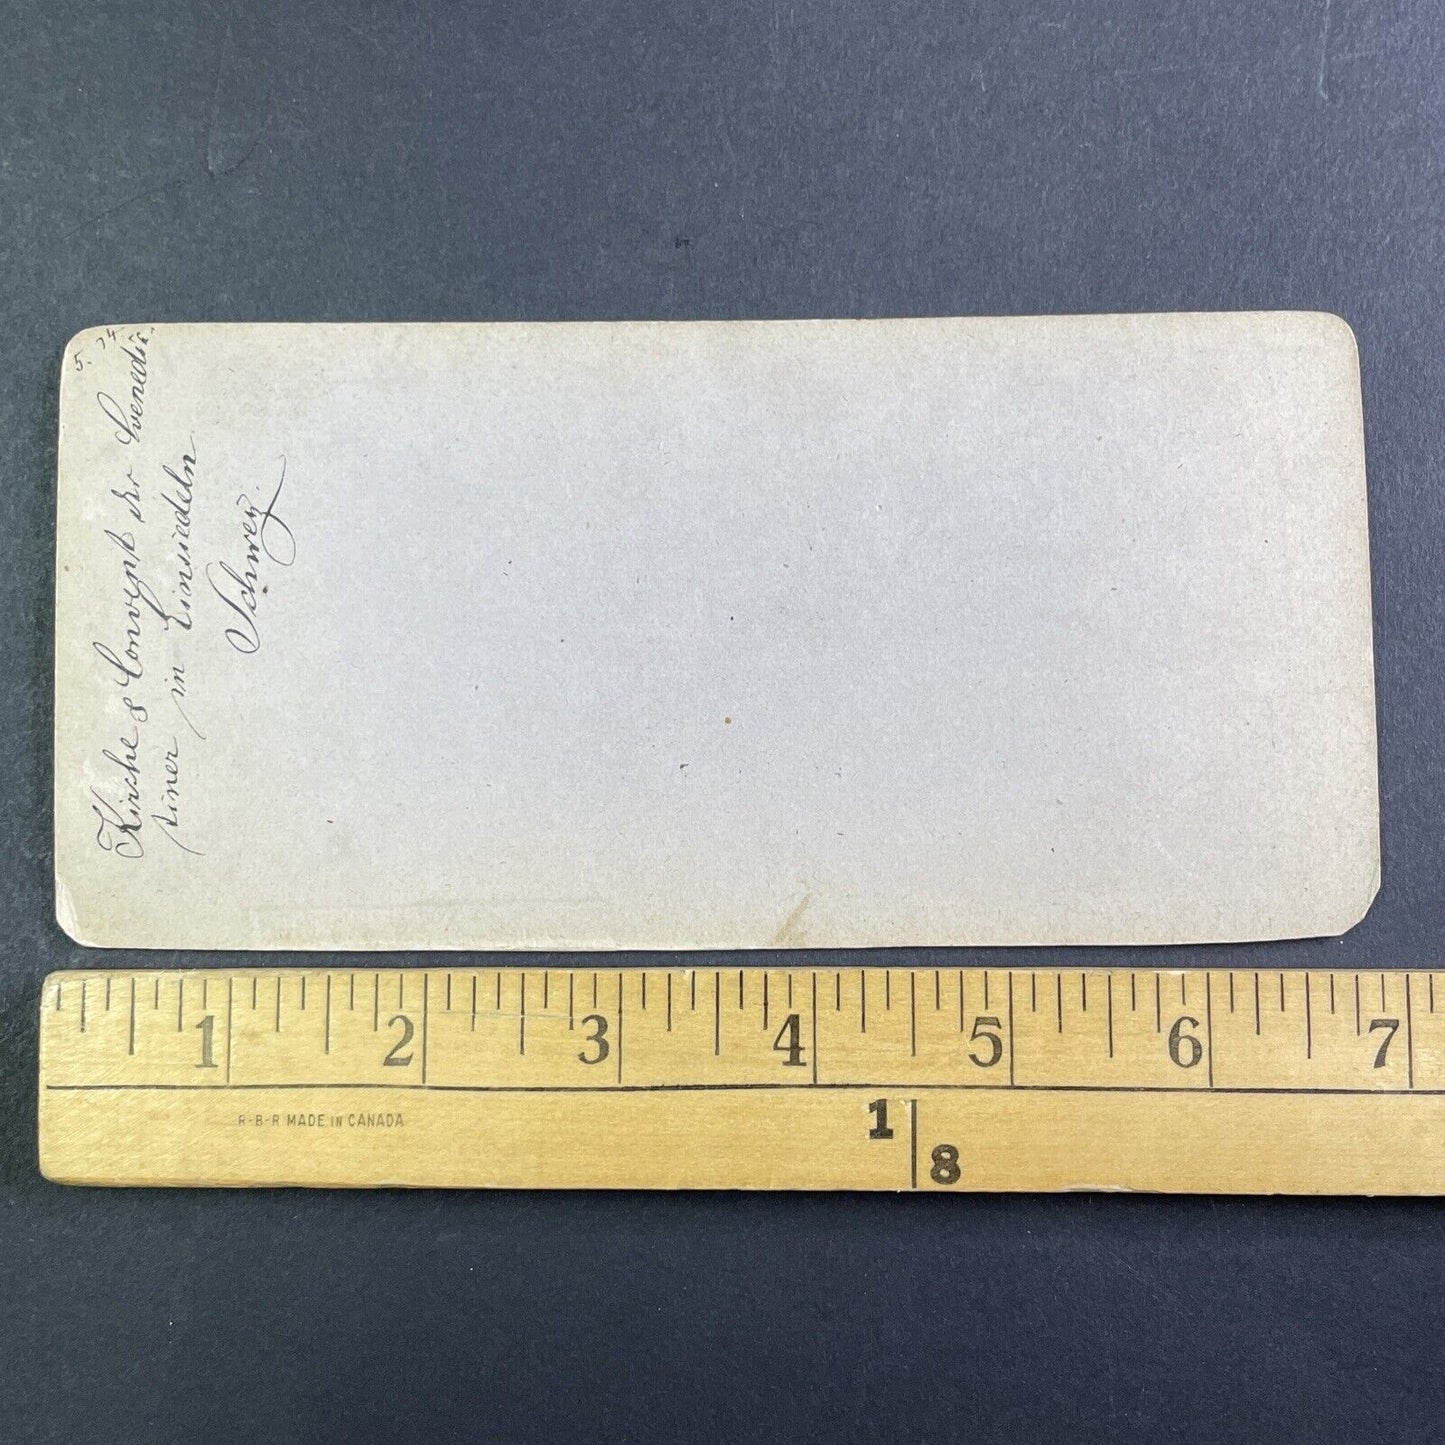 5. 74
Kirche & Convent der Benedic-
tiner in Einsiedeln
Schweiz.
1 2 3 4 5 6 7
R-B-R MADE IN CANADA
1
8